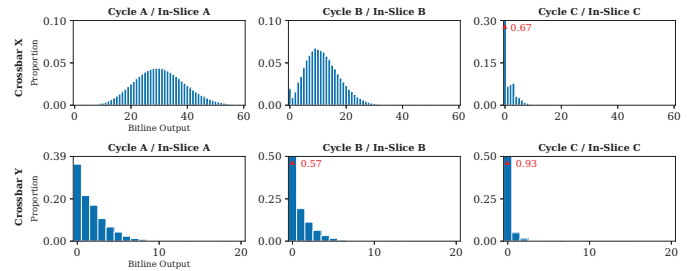 Cycle A / In-Slice A
Cycle B / In-Slice B
Cycle C / In-Slice C
Crossbar X
Proportion
0.10
0.05
0.00
0 20 40 60
Bitline Output
0.10
0.05
0.00
0 20 40 60
0.30
0.15
0.00
0.67
0 20 40 60
Cycle A / In-Slice A
Cycle B / In-Slice B
Cycle C / In-Slice C
Crossbar Y
Proportion
0.39
0.20
0.00
0 10 20
Bitline Output
0.50
0.25
0.00
0.57
0 10 20
0.50
0.25
0.00
0.93
0 10 20